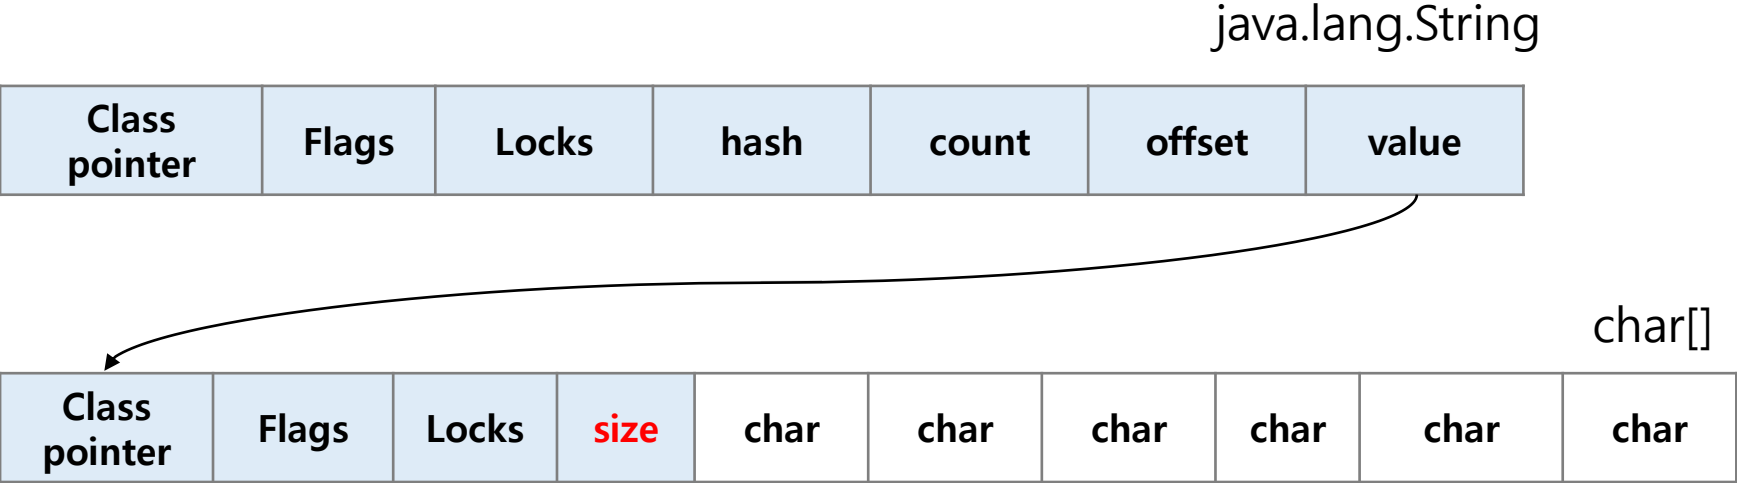 java.lang.String
Class
pointer
Flags
Locks
hash
count
offset
value
char[]
Class
pointer
Flags
Locks
size
char
char
char
char
char
char